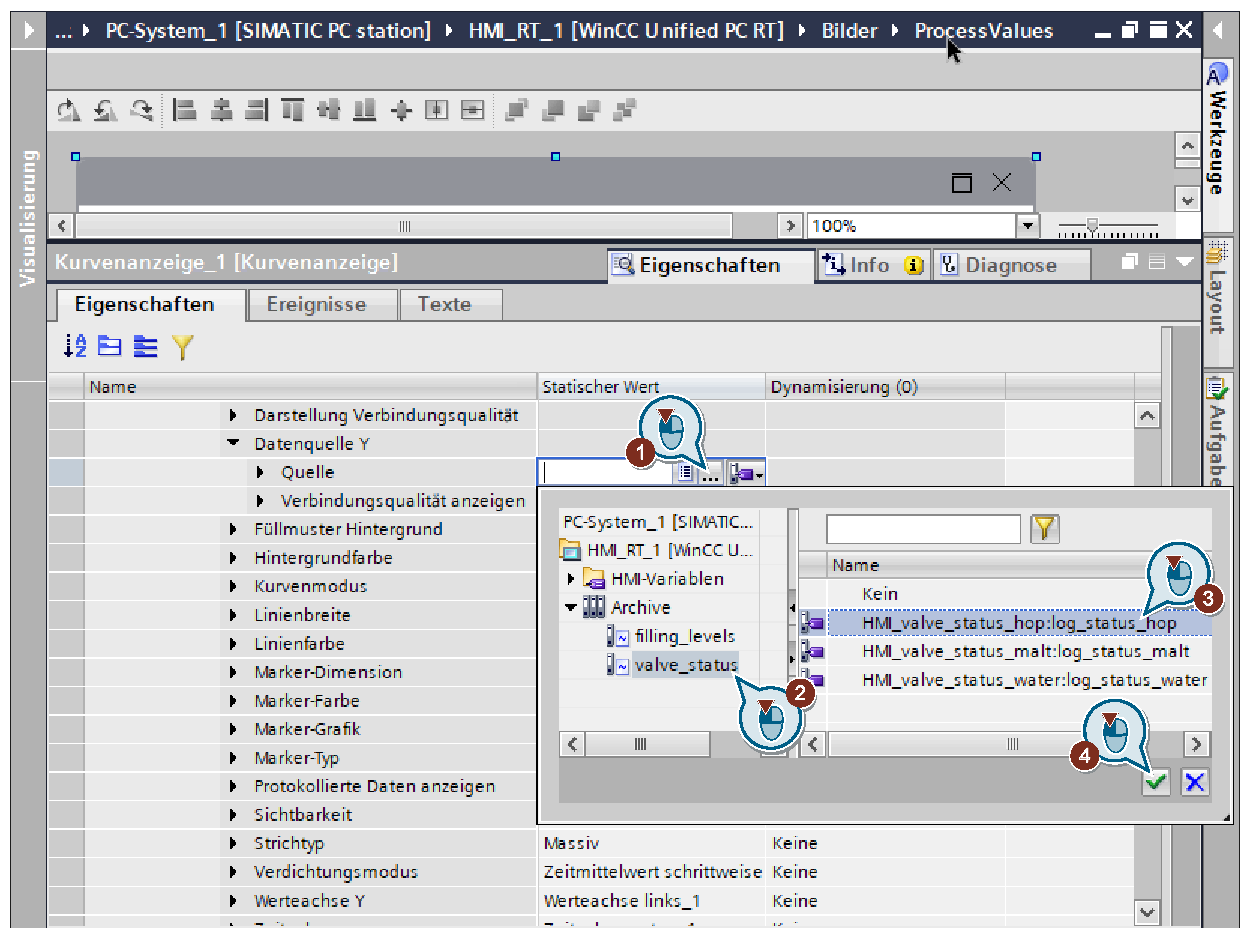 ... PC-System_1 [SIMATIC PC station] HMI_RT_1 [WinCC Unified PC RT] Bilder ProcessValues
Visualisierung
Werkzeuge
Layout
Aufgabe
100%
Kurvenanzeige_1 [Kurvenanzeige]
Eigenschaften
Info
Diagnose
Eigenschaften
Ereignisse
Texte
Name
Statischer Wert
Dynamisierung (0)
Darstellung Verbindungsqualität
Datenquelle Y
Quelle
...
Verbindungsqualität anzeigen
Füllmuster Hintergrund
Hintergrundfarbe
Kurvenmodus
Linienbreite
Linienfarbe
Marker-Dimension
Marker-Farbe
Marker-Grafik
Marker-Typ
Protokollierte Daten anzeigen
Sichtbarkeit
Strichtyp Massiv Keine
Verdichtungsmodus Zeitmittelwert schrittweise Keine
Werteachse Y Werteachse links_1 Keine
1
PC-System_1 [SIMATIC...
HMI_RT_1 [WinCC U...
HMI-Variablen
Archive
filling_levels
valve_status
2
Name
Kein
3
HMI_valve_status_hop:log_status_hop
HMI_valve_status_malt:log_status_malt
HMI_valve_status_water:log_status_water
4